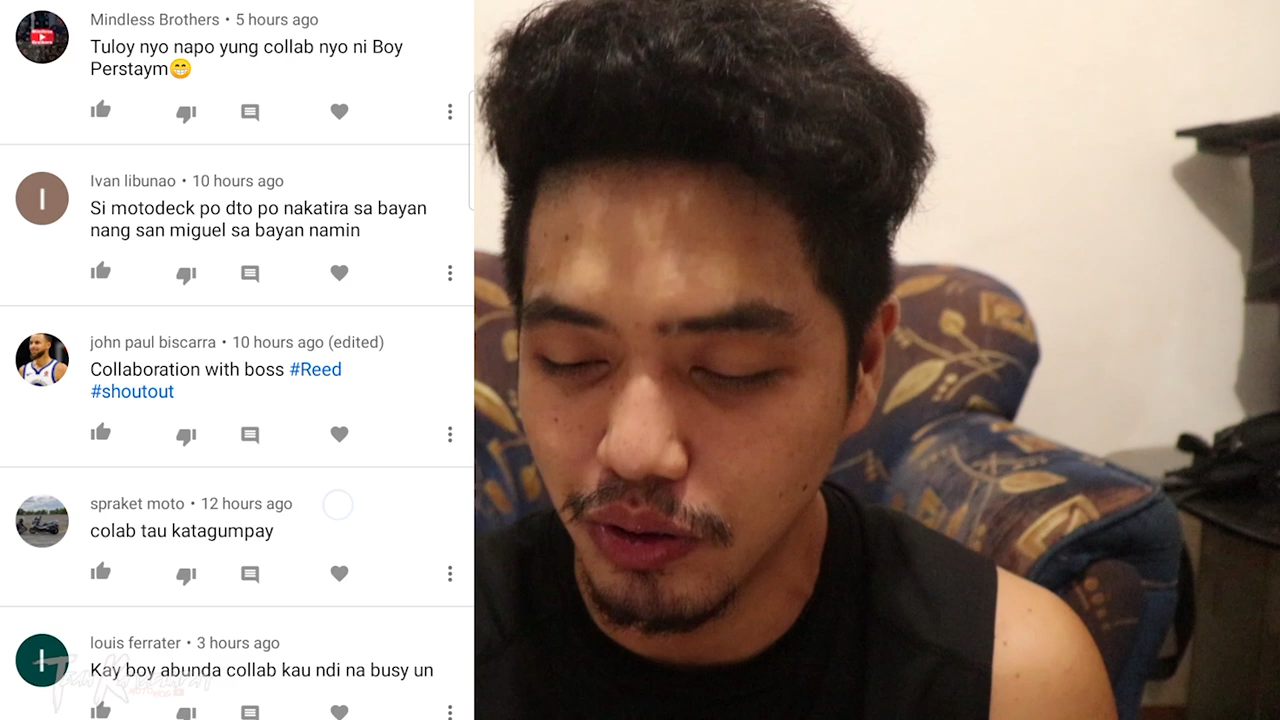 Mindless Brothers • 5 hours ago
Tuloy nyo napo yung collab nyo ni Boy
Perstaym😁
Ivan libunao • 10 hours ago
Si motodeck po dto po nakatira sa bayan
nang san miguel sa bayan namin
I
john paul biscarra • 10 hours ago (edited)
Collaboration with boss #Reed
#shoutout
spraket moto • 12 hours ago
colab tau katagumpay
louis ferrater • 3 hours ago
Kay boy abunda collab kau ndi na busy un